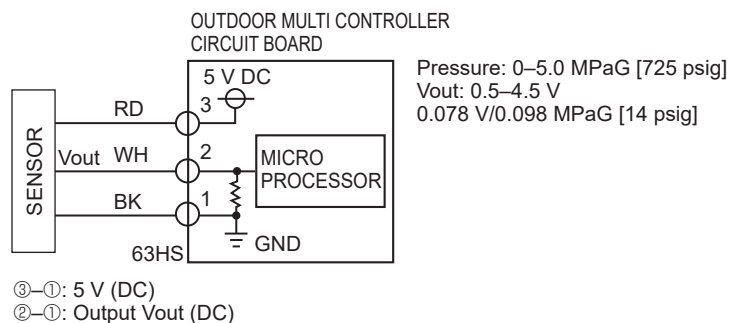 OUTDOOR MULTI CONTROLLER
CIRCUIT BOARD
Pressure: 0–5.0 MPaG [725 psig]
Vout: 0.5–4.5 V
0.078 V/0.098 MPaG [14 psig]
5 V DC
SENSOR
RD
3
Vout WH
2
MICRO
PROCESSOR
BK
1
63HS
GND
③–①: 5 V (DC)
②–①: Output Vout (DC)